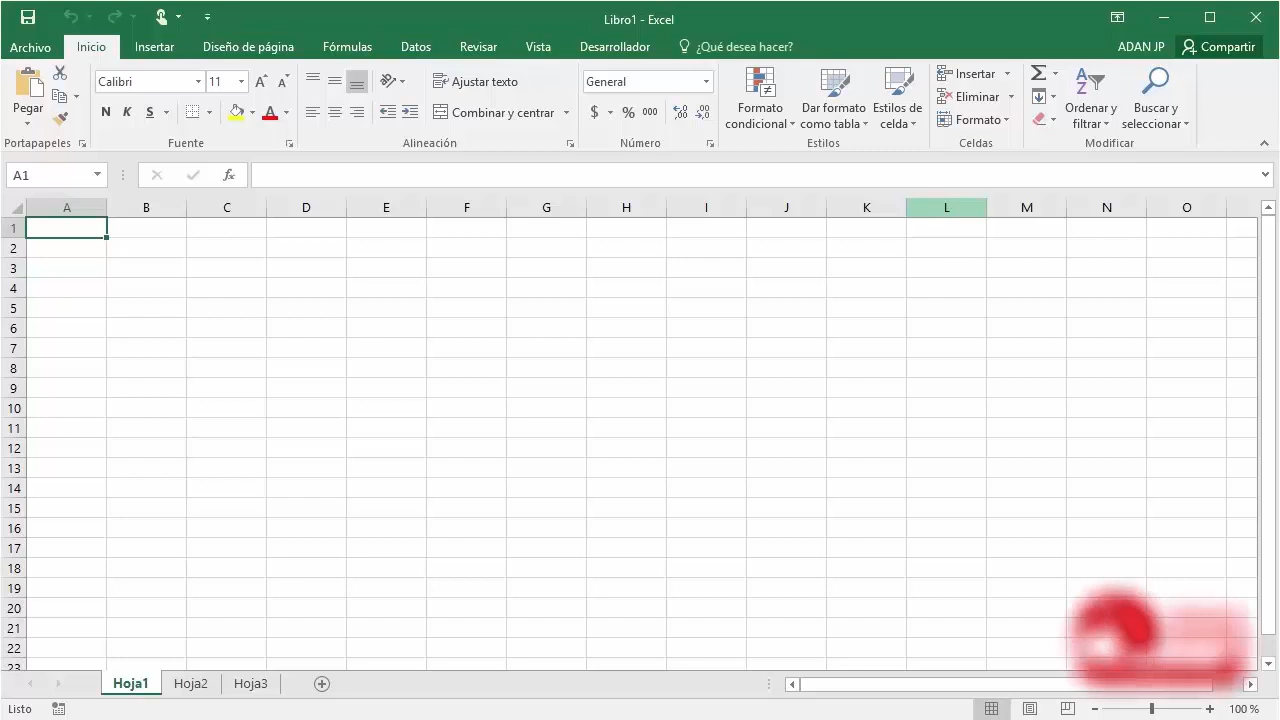 Libro1 - Excel
Archivo Inicio Insertar Diseño de página Fórmulas Datos Revisar Vista Desarrollador ¿Qué desea hacer? ADAN JP Compartir
Pegar
Portapapeles
Calibri 11
N K S A
Fuente
Ajustar texto
Combinar y centrar
Alineación
General
$ % 000
Número
Formato
condicional
Dar formato
como tabla
Estilos de
celda
Estilos
Insertar
Eliminar
Formato
Celdas
Ordenar y
filtrar
Buscar y
seleccionar
Modificar
A1 fx
A B C D E F G H I J K L M N O
1
2
3
4
5
6
7
8
9
10
11
12
13
14
15
16
17
18
19
20
21
22
23
Hoja1 Hoja2 Hoja3
Listo 100 %